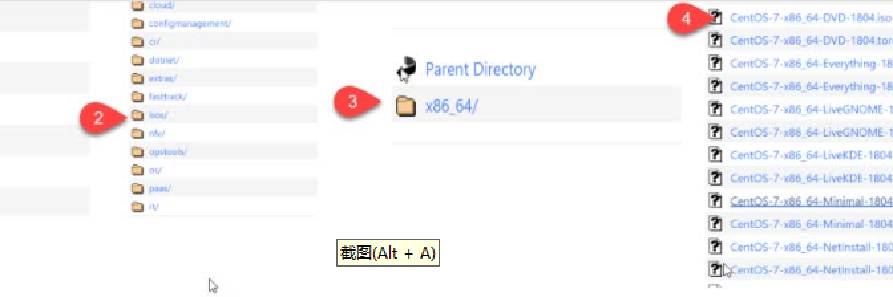 cloud/
configmanagement/
cr/
dotnet/
extras/
fasttrack/
2
isos/
nfv/
opstools/
os/
paas/
rt/
Parent Directory
3
x86_64/
截图(Alt + A)
4
CentOS-7-x86_64-DVD-1804.iso
CentOS-7-x86_64-DVD-1804.tor
CentOS-7-x86_64-Everything-18
CentOS-7-x86_64-Everything-18
CentOS-7-x86_64-LiveGNOME-1
CentOS-7-x86_64-LiveGNOME-1
CentOS-7-x86_64-LiveKDE-1804
CentOS-7-x86_64-LiveKDE-1804
CentOS-7-x86_64-Minimal-1804
CentOS-7-x86_64-Minimal-1804
CentOS-7-x86_64-NetInstall-180
CentOS-7-x86_64-NetInstall-180